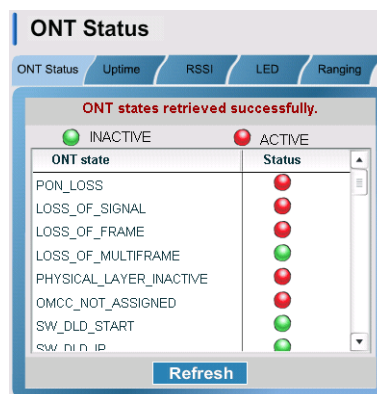 ONT Status
ONT Status Uptime RSSI LED Ranging
ONT states retrieved successfully.
INACTIVE ACTIVE
ONT state Status
PON_LOSS
LOSS_OF_SIGNAL
LOSS_OF_FRAME
LOSS_OF_MULTIFRAME
PHYSICAL_LAYER_INACTIVE
OMCC_NOT_ASSIGNED
SW_DLD_START
SW_DLD_IP
Refresh